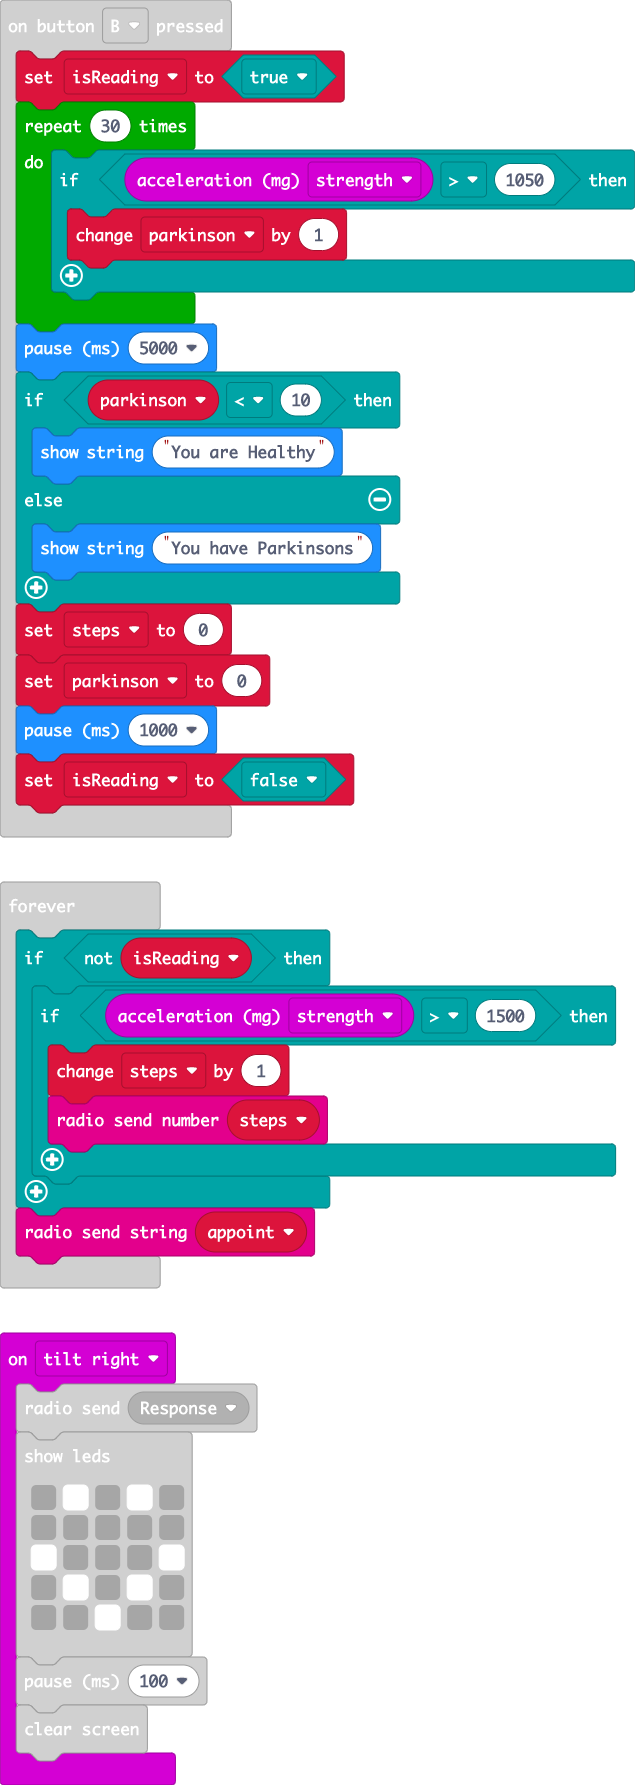 on button B pressed
set isReading to true
repeat 30 times
do
if acceleration (mg) strength > 1050 then
change parkinson by 1
pause (ms) 5000
if parkinson < 10 then
show string "You are Healthy"
else
show string "You have Parkinsons"
set steps to 0
set parkinson to 0
pause (ms) 1000
set isReading to false
forever
if not isReading then
if acceleration (mg) strength > 1500 then
change steps by 1
radio send number steps
radio send string appoint
on tilt right
radio send Response
show leds
pause (ms) 100
clear screen